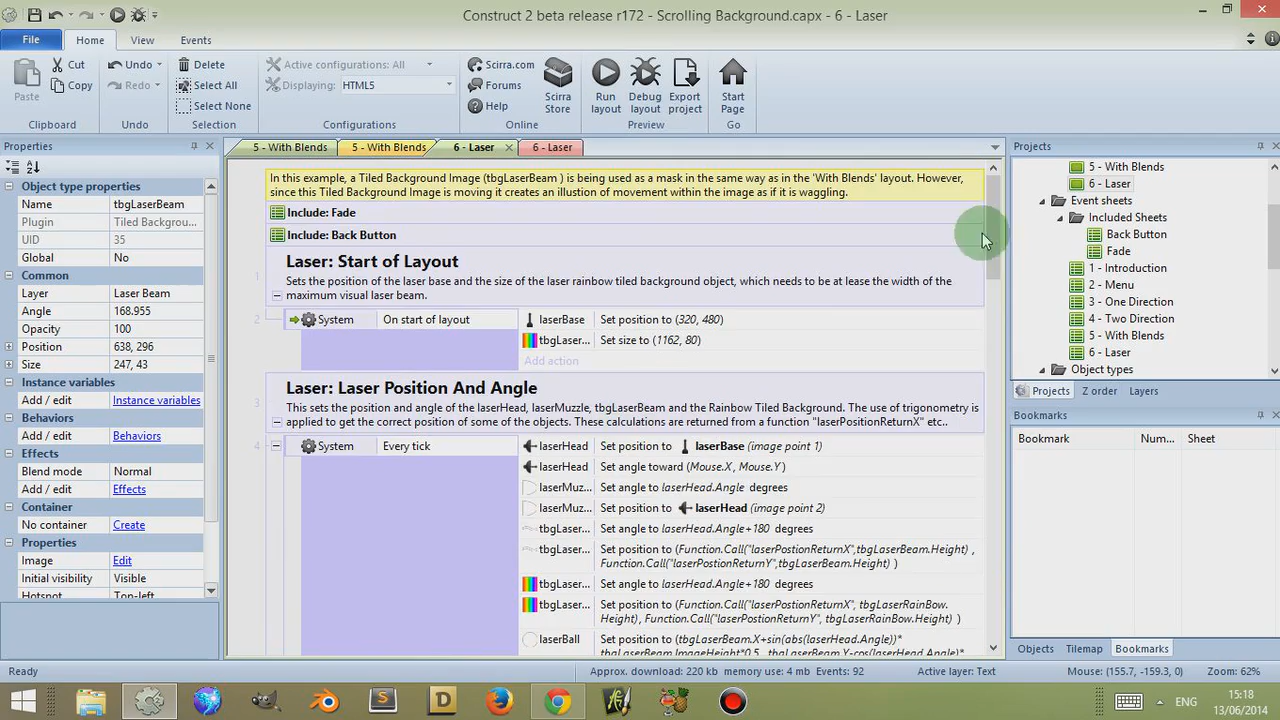 Construct 2 beta release r172 - Scrolling Background.capx - 6 - Laser
File
Home
View
Events
Paste
Cut
Copy
Clipboard
Undo
Redo
Undo
Delete
Select All
Select None
Selection
Active configurations: All
Displaying:
HTML5
Configurations
Scirra.com
Forums
Help
Scirra Store
Online
Run layout
Debug layout
Export project
Preview
Start Page
Go
Properties
Object type properties
Name tbgLaserBeam
Plugin Tiled Backgroun...
UID 35
Global No
Common
Layer Laser Beam
Angle 168.955
Opacity 100
Position 638, 296
Size 247, 43
Instance variables
Add / edit Instance variables
Behaviors
Add / edit Behaviors
Effects
Blend mode Normal
Add / edit Effects
Container
No container Create
Properties
Image Edit
Initial visibility Visible
Hotspot Top-left
5 - With Blends
5 - With Blends
6 - Laser
6 - Laser
In this example, a Tiled Background Image (tbgLaserBeam ) is being used as a mask in the same way as in the 'With Blends' layout. However,
since this Tiled Background Image is moving it creates an illusion of movement within the image as if it is waggling.
Include: Fade
Include: Back Button
1
Laser: Start of Layout
Sets the position of the laser base and the size of the laser rainbow tiled background object, which needs to be at lease the width of the
maximum visual laser beam.
2 System On start of layout laserBase Set position to (320, 480)
tbgLaser... Set size to (1162, 80)
Add action
3
Laser: Laser Position And Angle
This sets the position and angle of the laserHead, laserMuzzle, tbgLaserBeam and the Rainbow Tiled Background. The use of trigonometry is
applied to get the correct position of some of the objects. These calculations are returned from a function "laserPositionReturnX" etc..
4 System Every tick laserHead Set position to laserBase (image point 1)
laserHead Set angle toward (Mouse.X, Mouse.Y)
laserMuz... Set angle to laserHead.Angle degrees
laserMuz... Set position to laserHead (image point 2)
tbgLaser... Set angle to laserHead.Angle+180 degrees
tbgLaser... Set position to (Function.Call("laserPostionReturnX",tbgLaserBeam.Height) ,
Function.Call("laserPostionReturnY",tbgLaserBeam.Height) )
tbgLaser... Set angle to laserHead.Angle+180 degrees
tbgLaser... Set position to (Function.Call("laserPostionReturnX", tbgLaserRainBow.
Height), Function.Call("laserPostionReturnY", tbgLaserRainBow.Height) )
laserBall Set position to (tbgLaserBeam.X+sin(abs(laserHead.Angle))*
Projects
5 - With Blends
6 - Laser
Event sheets
Included Sheets
Back Button
Fade
1 - Introduction
2 - Menu
3 - One Direction
4 - Two Direction
5 - With Blends
6 - Laser
Object types
Projects
Z order
Layers
Bookmarks
Bookmark Num... Sheet
Objects
Tilemap
Bookmarks
Ready
Approx. download: 220 kb
memory use: 4 mb
Events: 92
Active layer: Text
Mouse: (155.7, -159.3, 0)
Zoom: 62%
ENG
15:18
13/06/2014